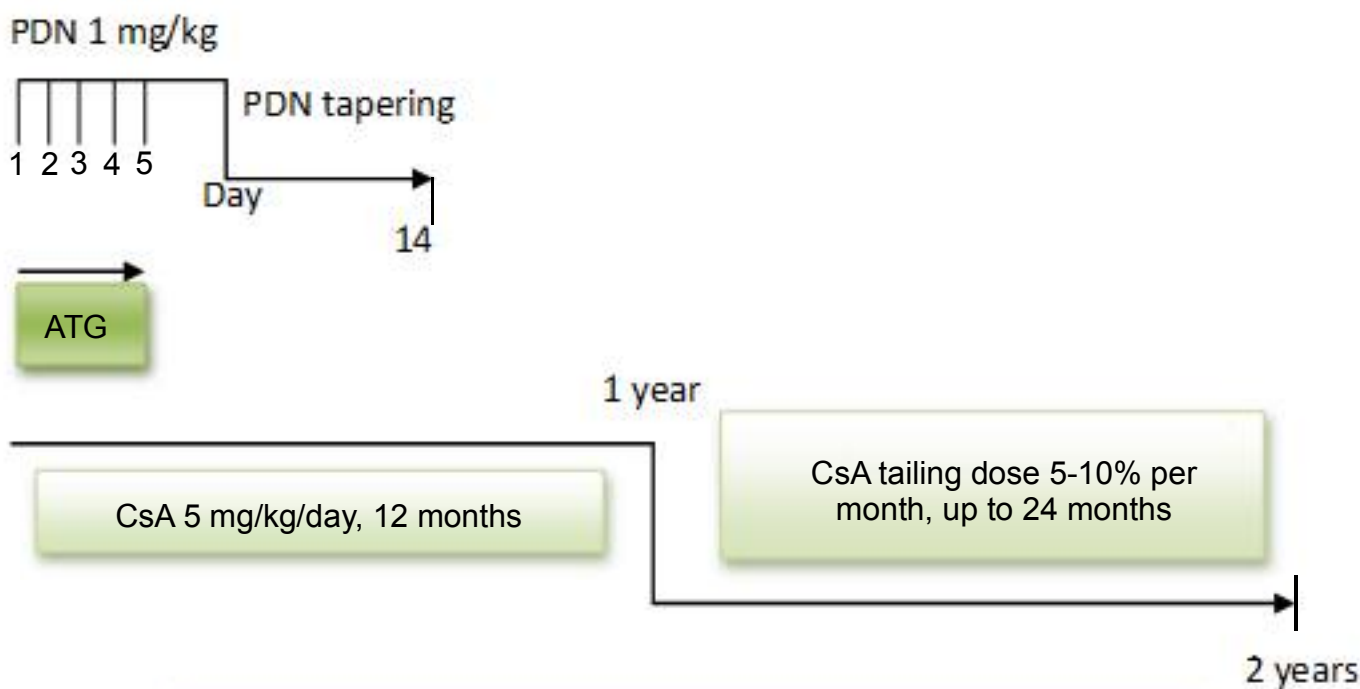 PDN 1 mg/kg
PDN tapering
1 2 3 4 5
Day
14
ATG
1 year
CsA 5 mg/kg/day, 12 months
CsA tailing dose 5-10% per
month, up to 24 months
2 years